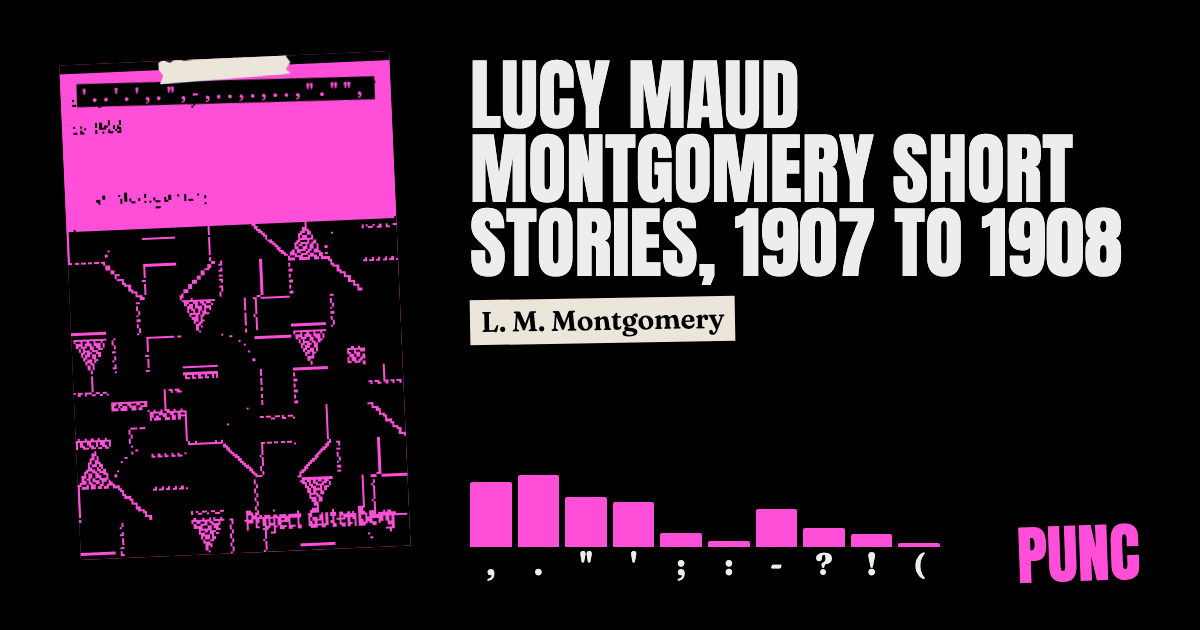 LUCY MAUD
MONTGOMERY SHORT
STORIES, 1907 TO 1908
L. M. Montgomery
, . " ' ; : - ? ! (
PUNC
Project Gutenberg